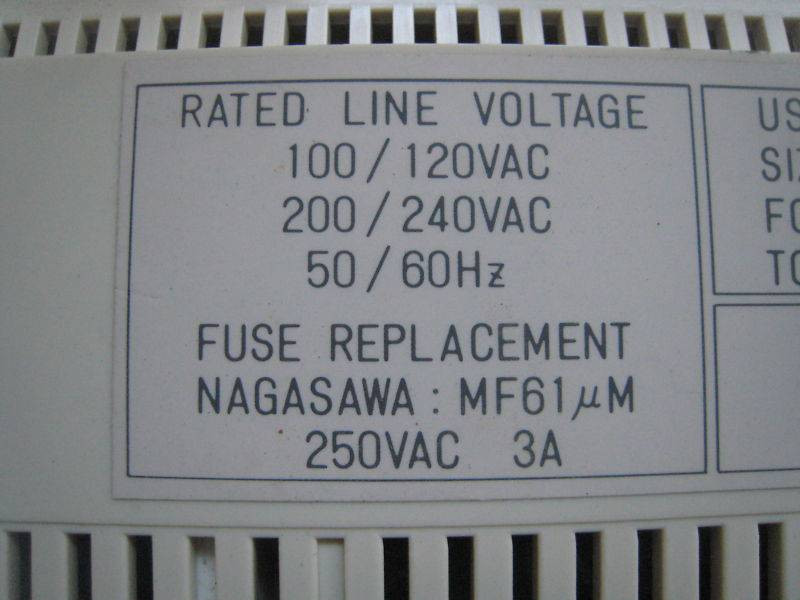 RATED LINE VOLTAGE
100/120VAC
200/240VAC
50/60Hz
FUSE REPLACEMENT
NAGASAWA: MF61μM
250VAC 3A